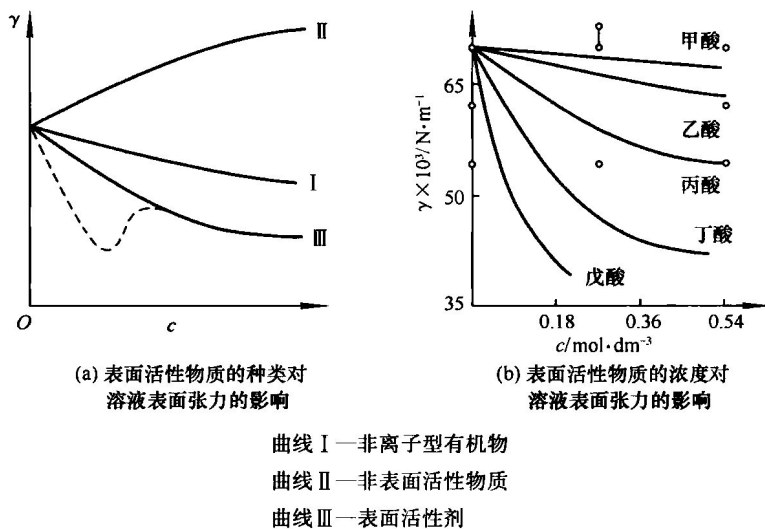 γ
Ⅱ
Ⅰ
Ⅲ
O
c
(a) 表面活性物质的种类对
溶液表面张力的影响
γ×10³/N·m⁻¹
65
50
35
甲酸
乙酸
丙酸
丁酸
戊酸
0.18
0.36
0.54
c/mol·dm⁻³
(b) 表面活性物质的浓度对
溶液表面张力的影响
曲线Ⅰ—非离子型有机物
曲线Ⅱ—非表面活性物质
曲线Ⅲ—表面活性剂